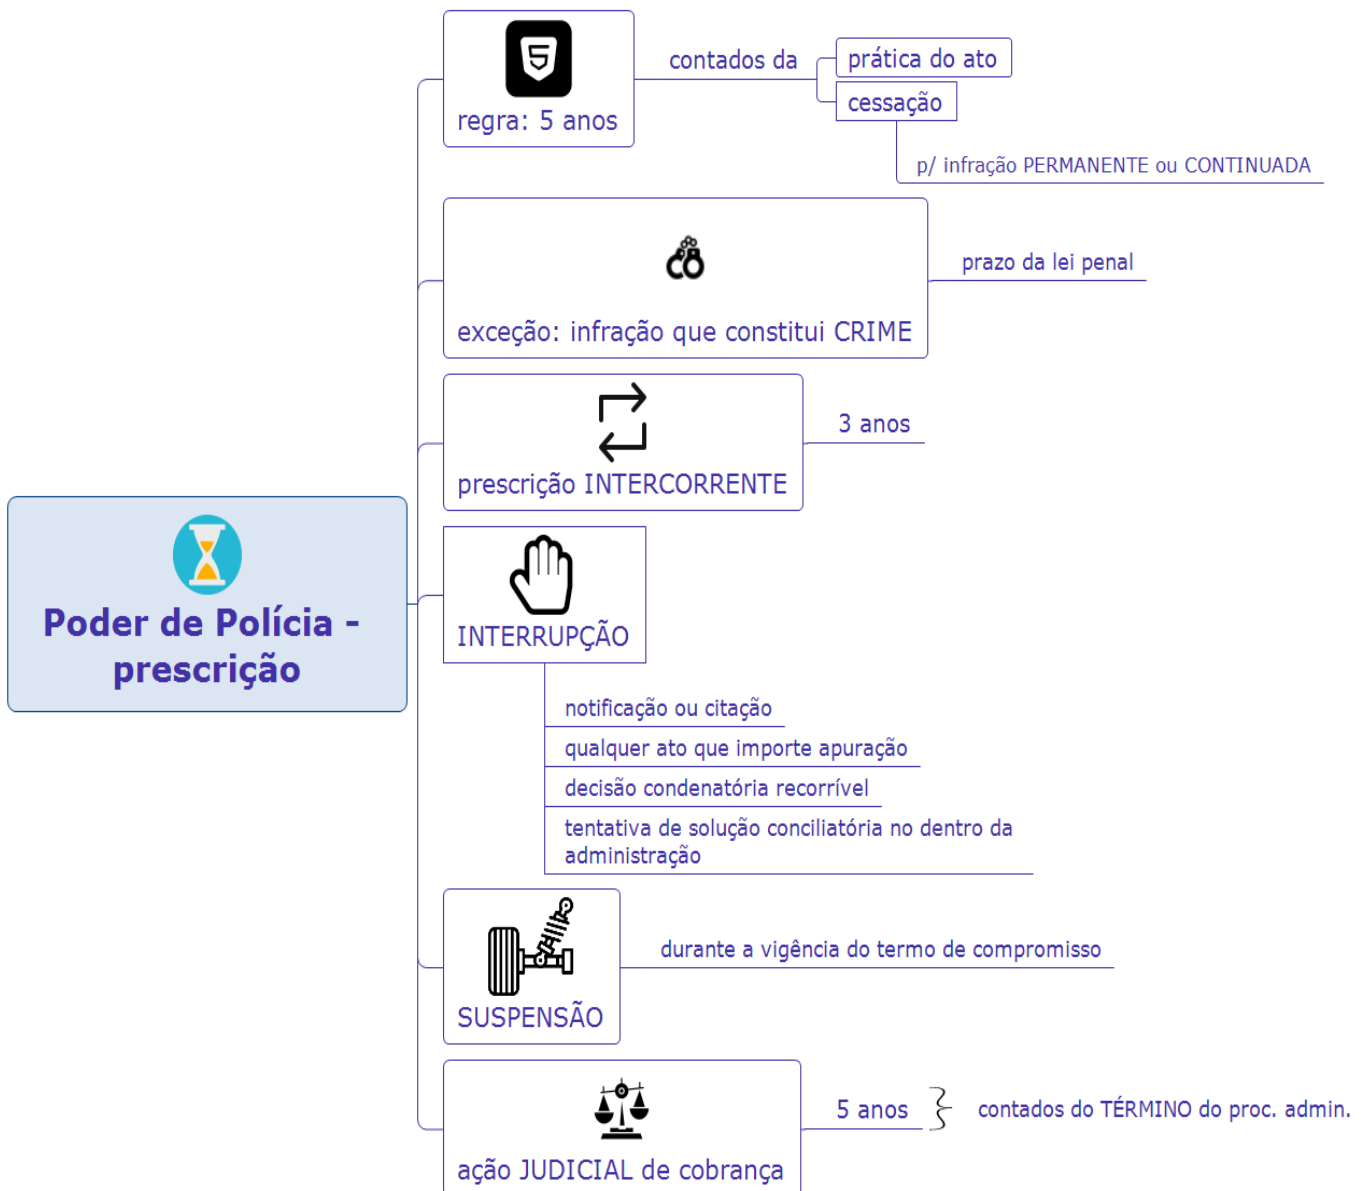 regra: 5 anos
contados da
prática do ato
cessação
p/ infração PERMANENTE ou CONTINUADA
exceção: infração que constitui CRIME
prazo da lei penal
prescrição INTERCORRENTE
3 anos
Poder de Polícia -
prescrição
INTERRUPÇÃO
notificação ou citação
qualquer ato que importe apuração
decisão condenatória recorrível
tentativa de solução conciliatória no dentro da
administração
SUSPENSÃO
durante a vigência do termo de compromisso
ação JUDICIAL de cobrança
5 anos
contados do TÉRMINO do proc. admin.